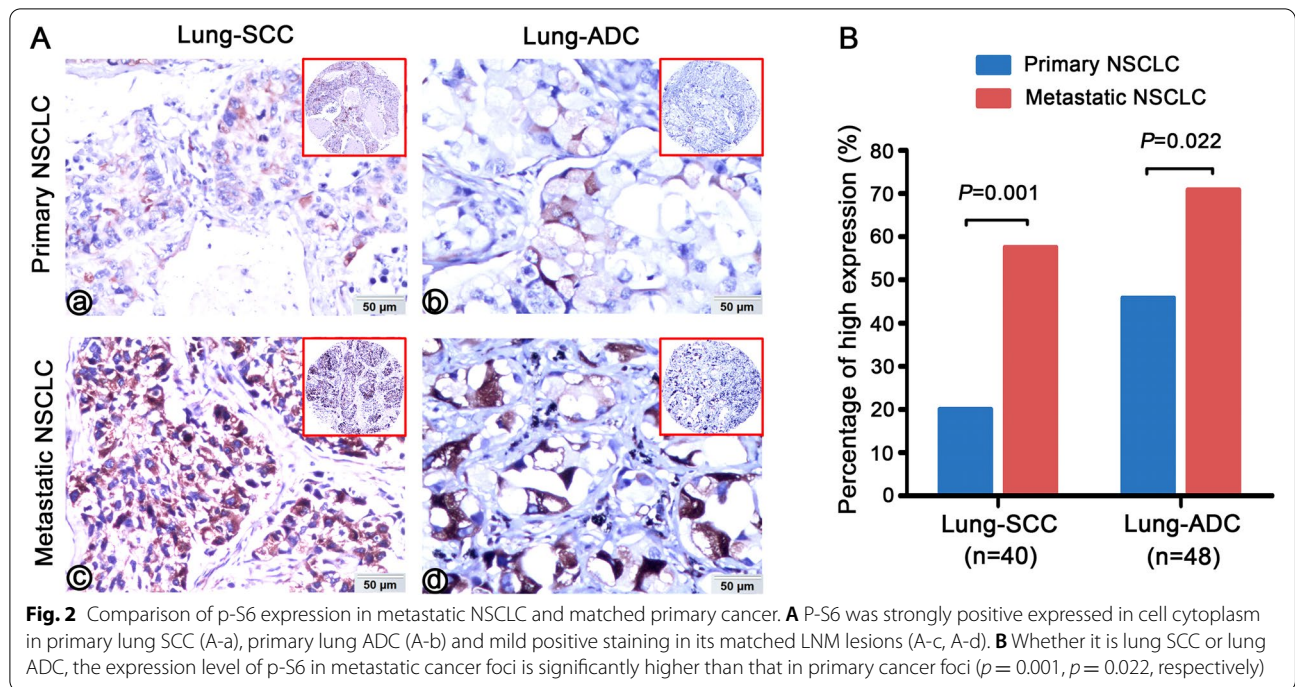 A
Lung-SCC
Lung-ADC
Primary NSCLC
a
50 µm
b
50 µm
Metastatic NSCLC
c
50 µm
d
50 µm
B
Primary NSCLC
Metastatic NSCLC
Percentage of high expression (%)
80
70
60
50
40
30
20
10
0
P=0.001
P=0.022
Lung-SCC
(n=40)
Lung-ADC
(n=48)
Fig. 2 Comparison of p-S6 expression in metastatic NSCLC and matched primary cancer. A P-S6 was strongly positive expressed in cell cytoplasm
in primary lung SCC (A-a), primary lung ADC (A-b) and mild positive staining in its matched LNM lesions (A-c, A-d). B Whether it is lung SCC or lung
ADC, the expression level of p-S6 in metastatic cancer foci is significantly higher than that in primary cancer foci (p = 0.001, p = 0.022, respectively)